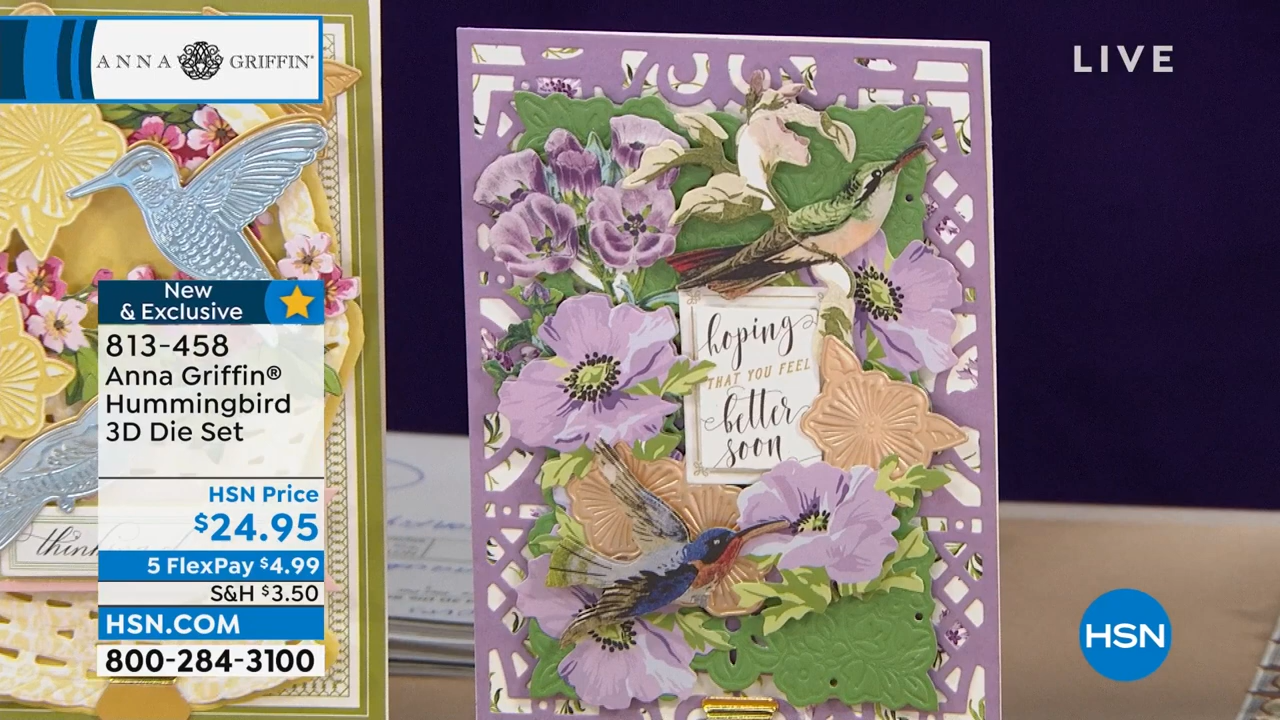 ANNA GRIFFIN®
LIVE
New
& Exclusive
813-458
Anna Griffin®
Hummingbird
3D Die Set
HSN Price
$24.95
5 FlexPay $4.99
S&H $3.50
HSN.COM
800-284-3100
hoping
THAT YOU FEEL
better
soon
HSN